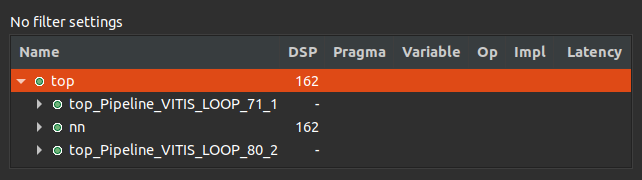 No filter settings
Name DSP Pragma Variable Op Impl Latency
top 162
top_Pipeline_VITIS_LOOP_71_1 -
nn 162
top_Pipeline_VITIS_LOOP_80_2 -